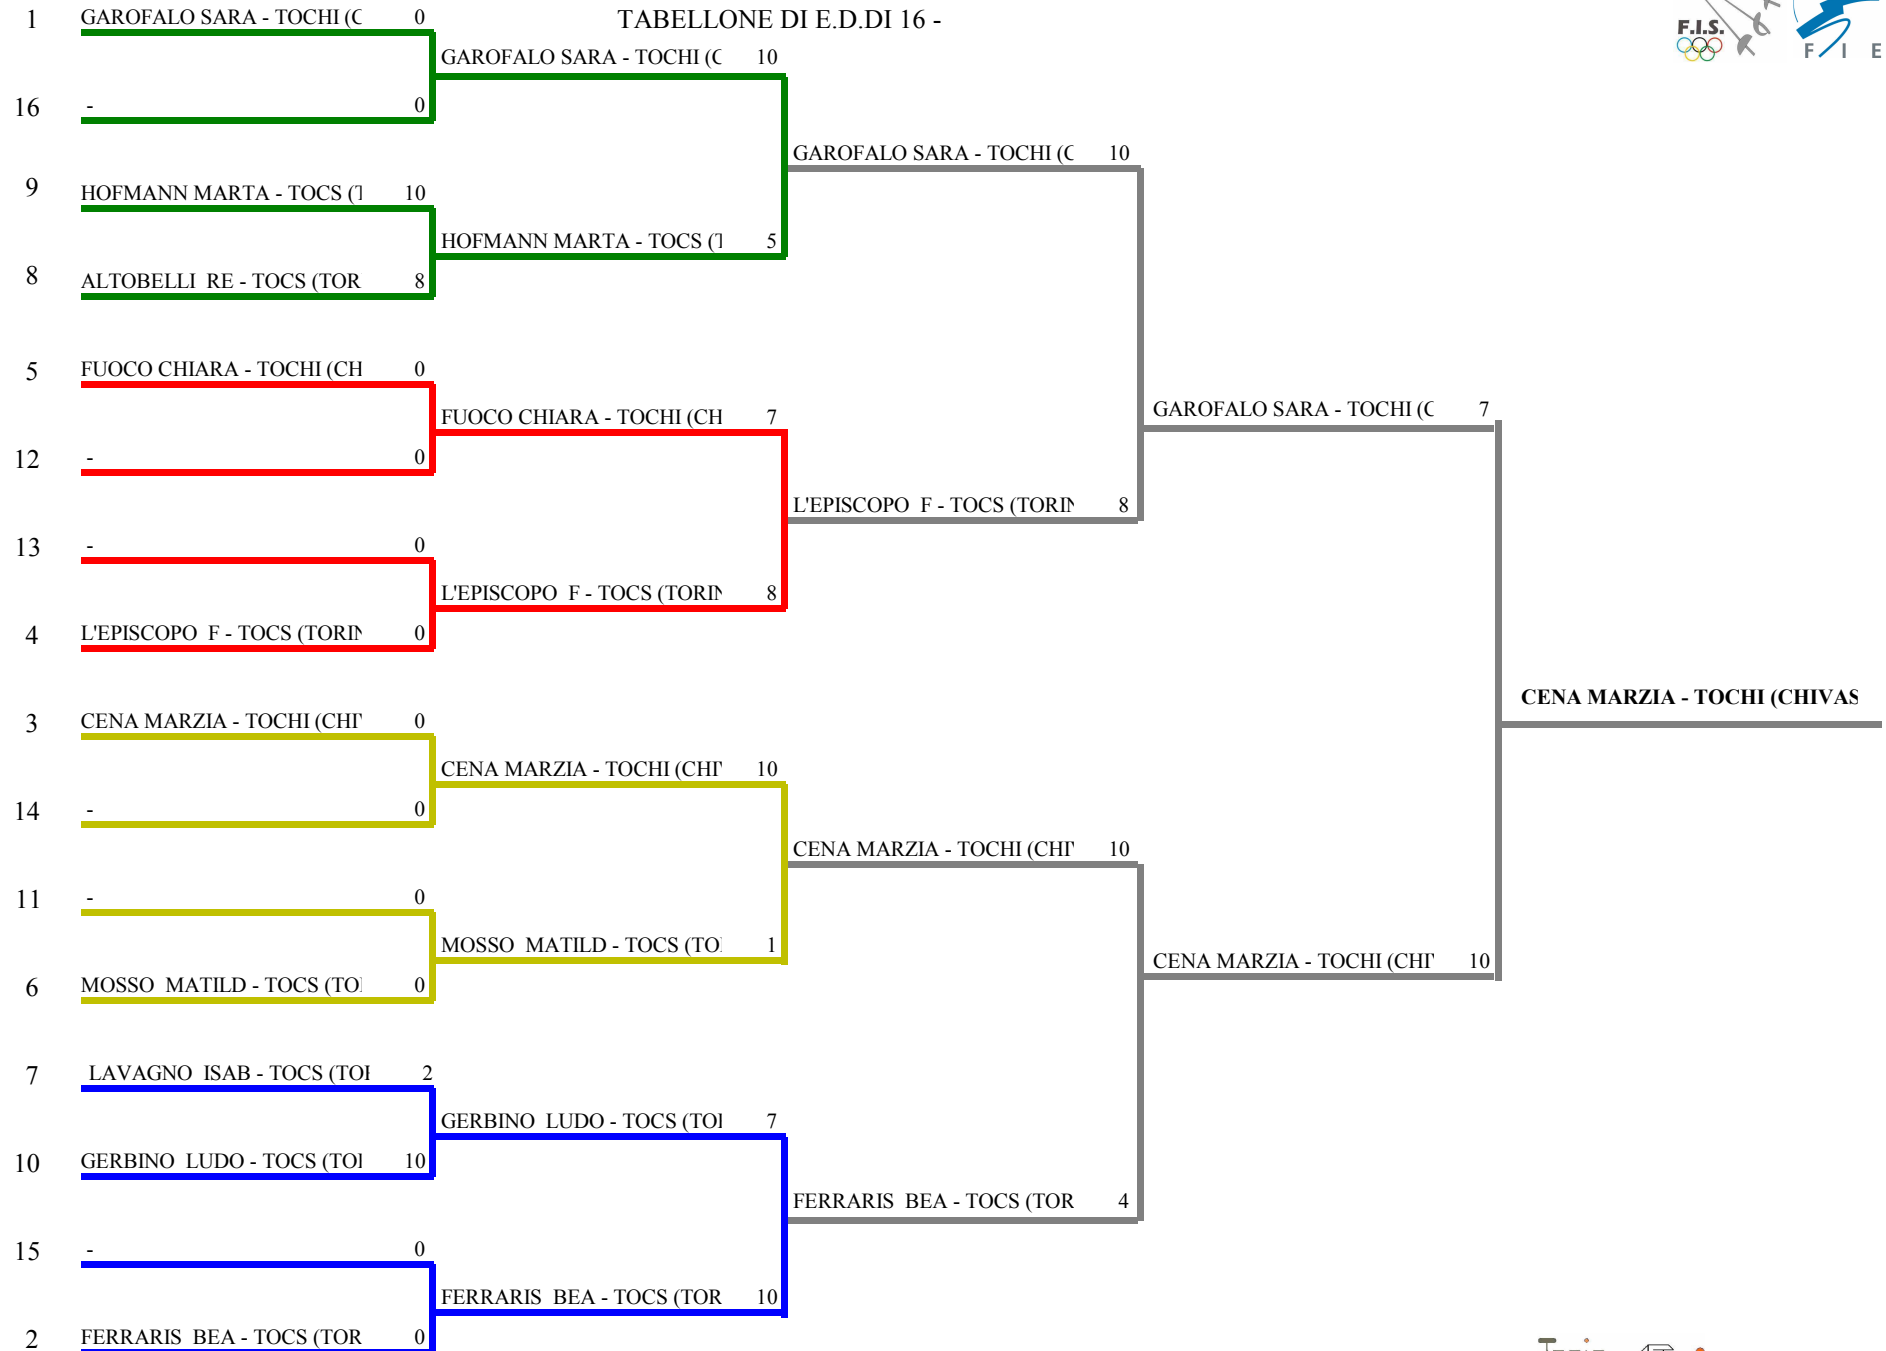 1 GAROFALO SARA - TOCHI (C 0 TABELLONE DI E.D.DI 16 -
F.I.S.
F I E
GAROFALO SARA - TOCHI (C 10
16 - 0
GAROFALO SARA - TOCHI (C 10
9 HOFMANN MARTA - TOCS (T 10
HOFMANN MARTA - TOCS (T 5
8 ALTOBELLI RE - TOCS (TOR 8
5 FUOCO CHIARA - TOCHI (CH 0
GAROFALO SARA - TOCHI (C 7
FUOCO CHIARA - TOCHI (CH 7
12 - 0
L'EPISCOPO F - TOCS (TORIN 8
13 - 0
L'EPISCOPO F - TOCS (TORIN 8
4 L'EPISCOPO F - TOCS (TORIN 0
CENA MARZIA - TOCHI (CHIVAS
3 CENA MARZIA - TOCHI (CHI 0
CENA MARZIA - TOCHI (CHI 10
14 - 0
CENA MARZIA - TOCHI (CHI 10
11 - 0
MOSSO MATILD - TOCS (TO 1
CENA MARZIA - TOCHI (CHI 10
6 MOSSO MATILD - TOCS (TO 0
7 LAVAGNO ISAB - TOCS (TO 2
GERBINO LUDO - TOCS (TO 7
10 GERBINO LUDO - TOCS (TO 10
FERRARIS BEA - TOCS (TOR 4
15 - 0
FERRARIS BEA - TOCS (TOR 10
2 FERRARIS BEA - TOCS (TOR 0